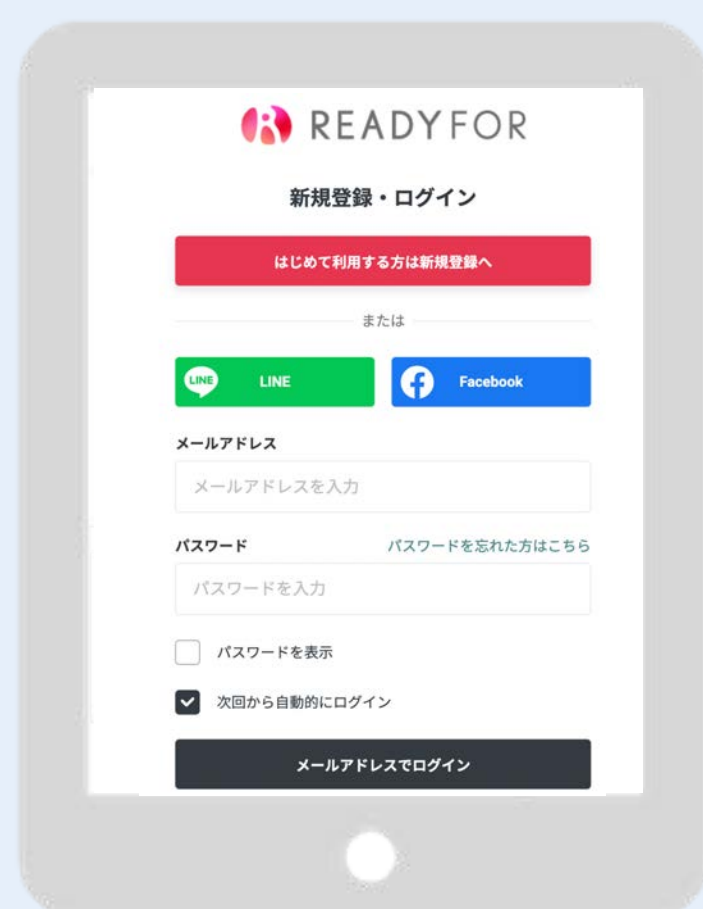 READYFOR
新規登録・ログイン
はじめて利用する方は新規登録へ
または
LINE LINE Facebook
メールアドレス
メールアドレスを入力
パスワード パスワードを忘れた方はこちら
パスワードを入力
パスワードを表示
次回から自動的にログイン
メールアドレスでログイン